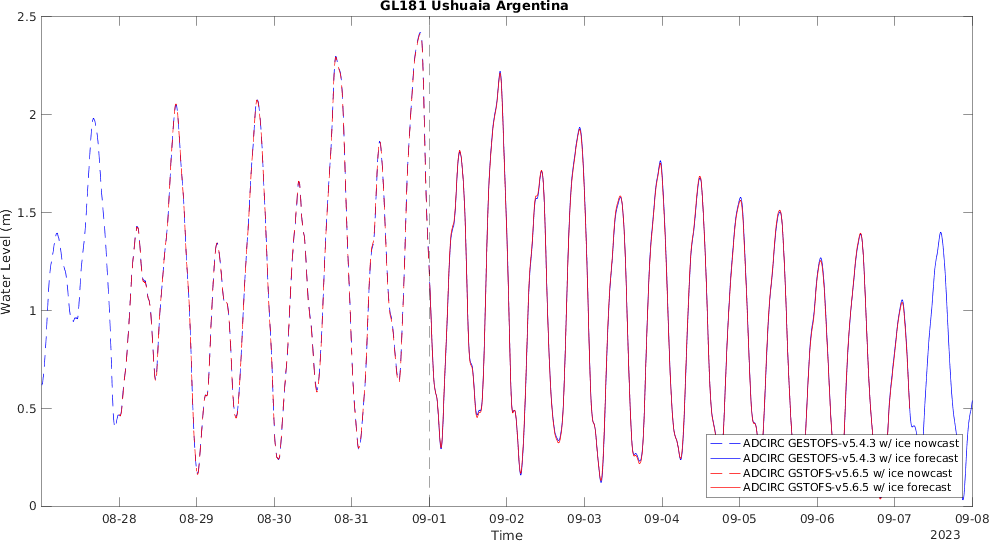 GL181 Ushuaia Argentina
2.5
2
1.5
1
0.5
0
Water Level (m)
ADCIRC GESTOFS-v5.4.3 w/ ice nowcast
ADCIRC GESTOFS-v5.4.3 w/ ice forecast
ADCIRC GSTOFS-v5.6.5 w/ ice nowcast
ADCIRC GSTOFS-v5.6.5 w/ ice forecast
08-28 08-29 08-30 08-31 09-01 09-02 09-03 09-04 09-05 09-06 09-07 09-08
Time
2023